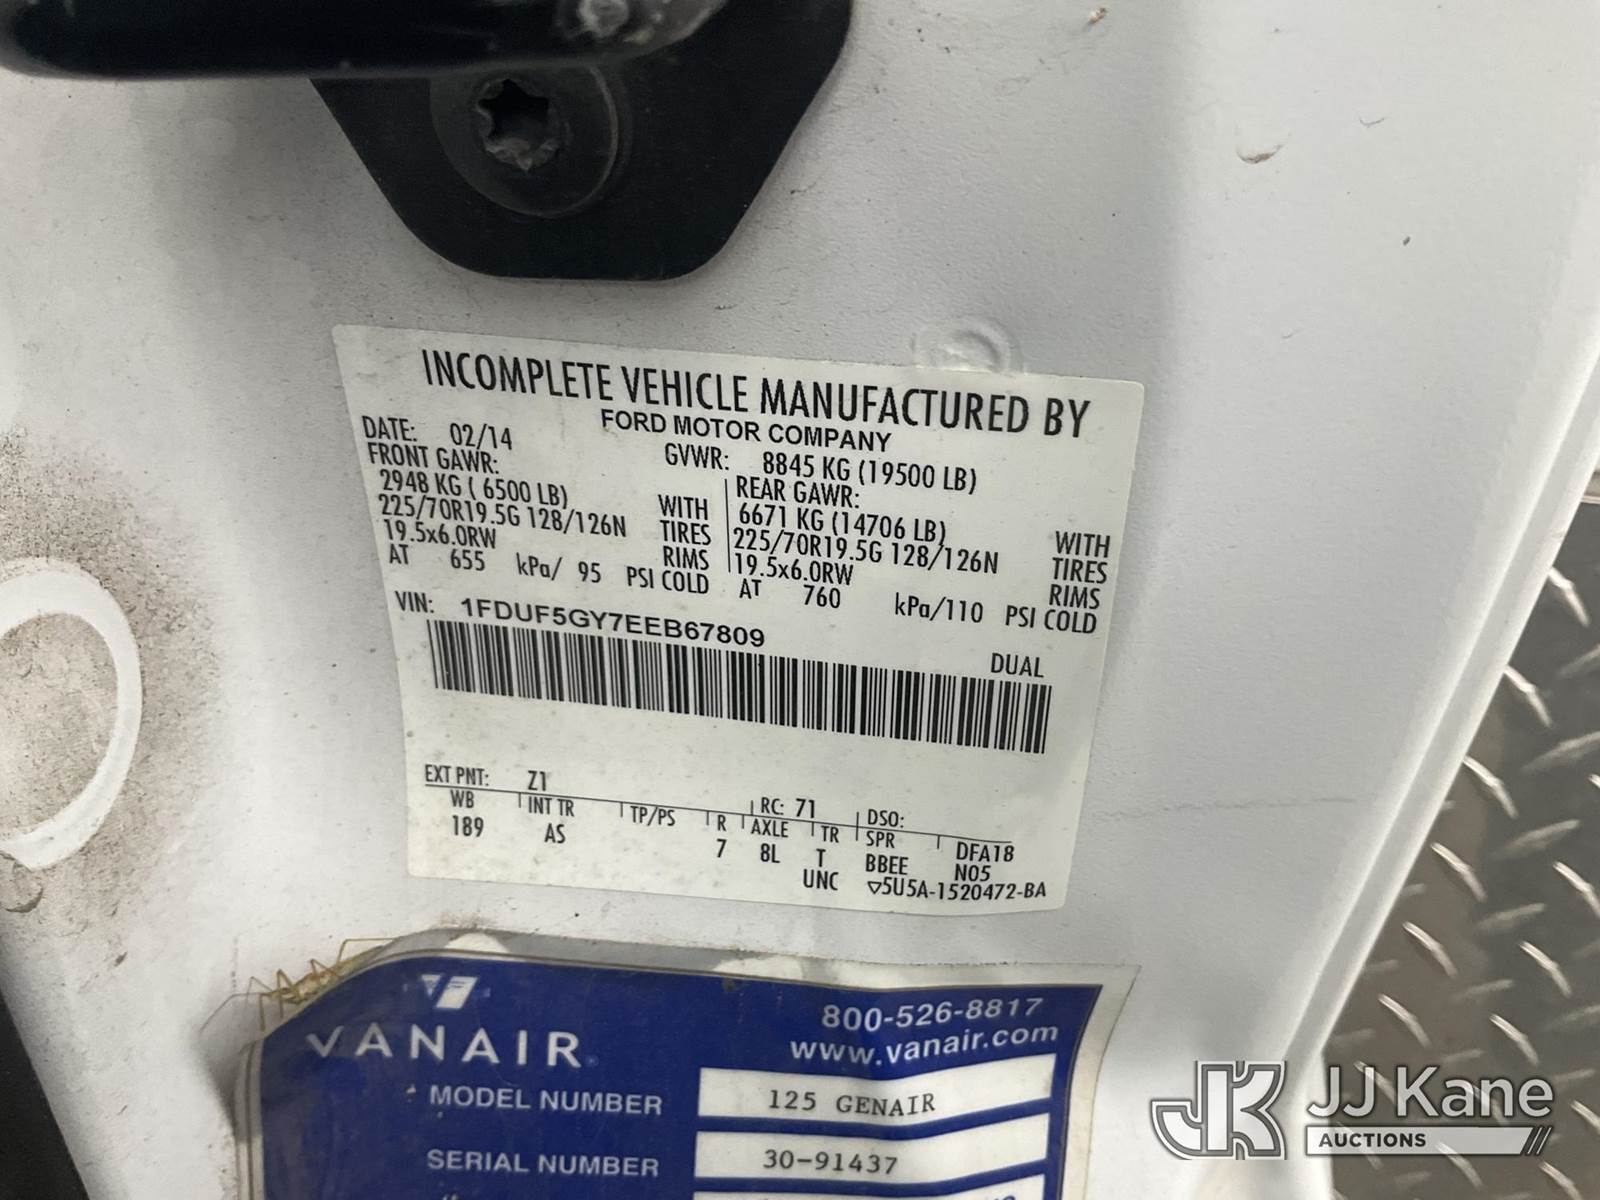 INCOMPLETE VEHICLE MANUFACTURED BY
FORD MOTOR COMPANY
DATE: 02/14
GVWR: 8845 KG (19500 LB)
FRONT GAWR:
2948 KG ( 6500 LB) WITH
225/70R19.5G 128/126N TIRES
19.5x6.0RW RIMS
AT 655 kPa/ 95 PSI COLD
REAR GAWR:
6671 KG (14706 LB) WITH
225/70R19.5G 128/126N TIRES
19.5x6.0RW RIMS
AT 760 kPa/110 PSI COLD
VIN: 1FDUF5GY7EEB67809
DUAL
EXT PNT: Z1 RC: 71 DSO:
WB INT TR TP/PS R AXLE TR SPR DFA18
189 AS 7 8L T BBEE N05
UNC ▽5U5A-1520472-BA
VANAIR
800-526-8817
www.vanair.com
MODEL NUMBER 125 GENAIR
SERIAL NUMBER 30-91437
JK JJ Kane
AUCTIONS